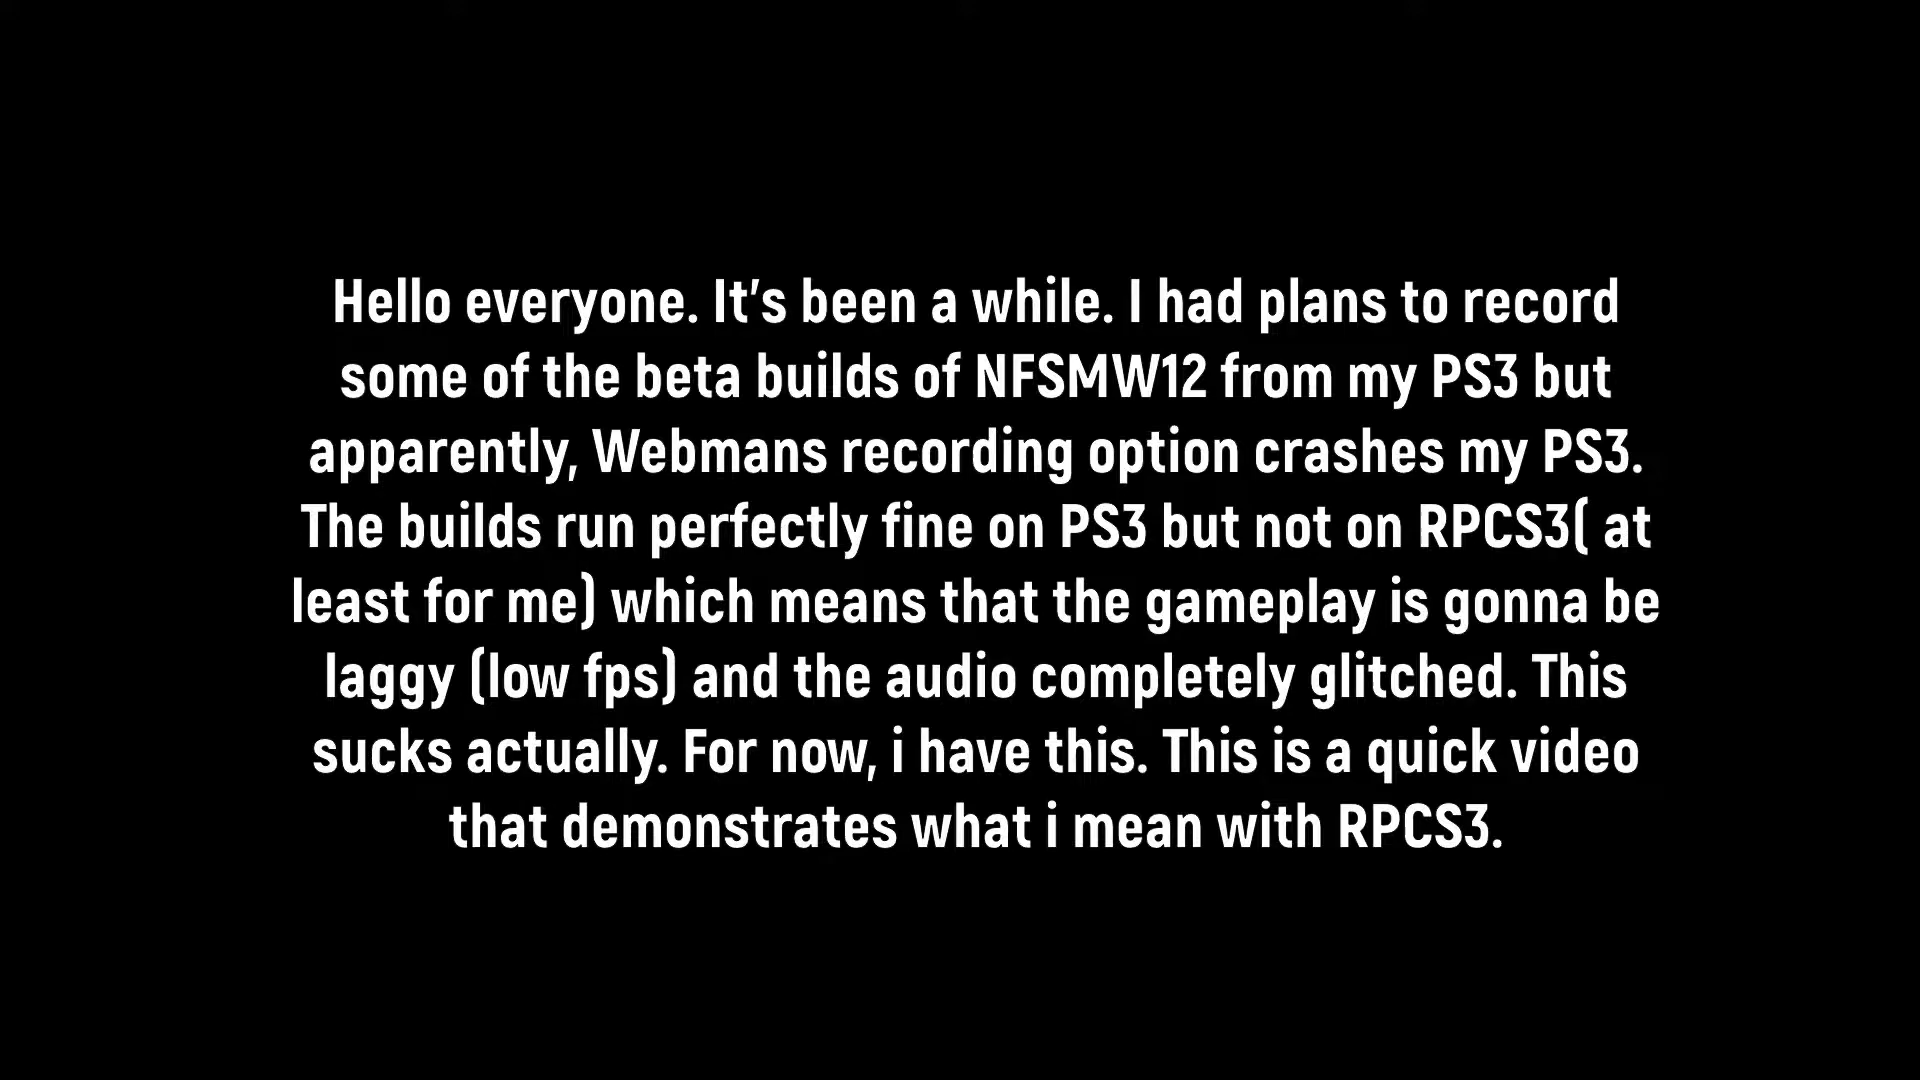 Hello everyone. It's been a while. I had plans to record
some of the beta builds of NFSMW12 from my PS3 but
apparently, Webmans recording option crashes my PS3.
The builds run perfectly fine on PS3 but not on RPCS3( at
least for me) which means that the gameplay is gonna be
laggy (low fps) and the audio completely glitched. This
sucks actually. For now, i have this. This is a quick video
that demonstrates what i mean with RPCS3.